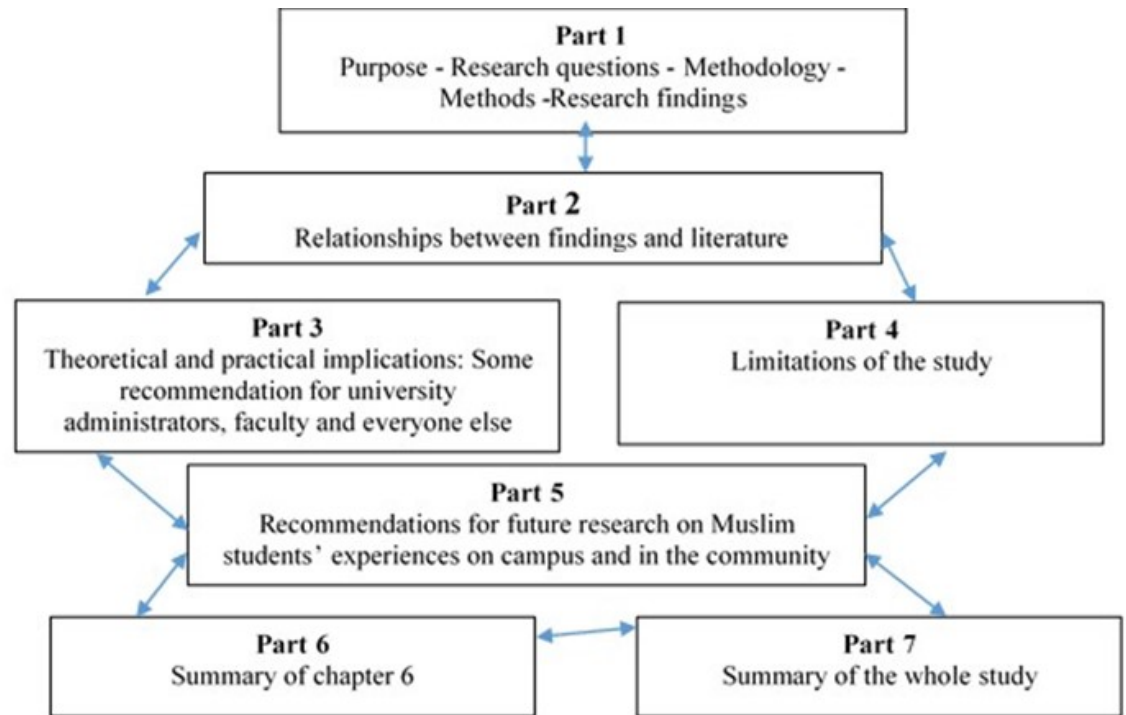 Part 1
Purpose - Research questions - Methodology -
Methods -Research findings
Part 2
Relationships between findings and literature
Part 3
Theoretical and practical implications: Some
recommendation for university
administrators, faculty and everyone else
Part 4
Limitations of the study
Part 5
Recommendations for future research on Muslim
students’ experiences on campus and in the community
Part 6
Summary of chapter 6
Part 7
Summary of the whole study